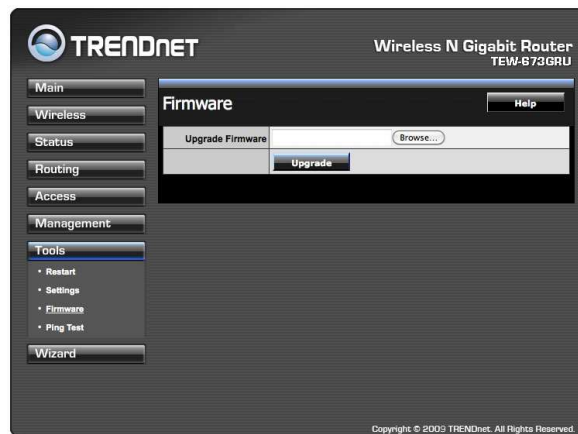 TRENDNET
Wireless N Gigabit Router
TEW-673GRU
Main
Wireless
Status
Routing
Access
Management
Tools
• Restart
• Settings
• Firmware
• Ping Test
Wizard
Firmware
Help
Upgrade Firmware
Browse...
Upgrade
Copyright © 2009 TRENDnet. All Rights Reserved.